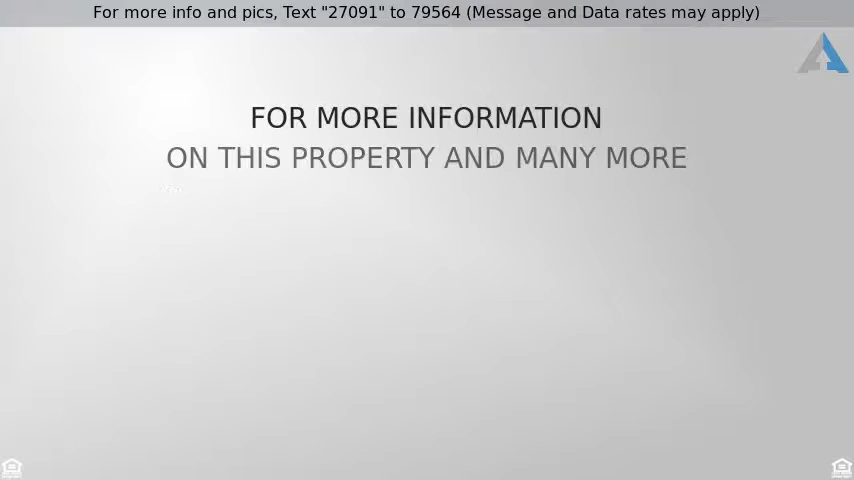 For more info and pics, Text "27091" to 79564 (Message and Data rates may apply)
FOR MORE INFORMATION
ON THIS PROPERTY AND MANY MORE